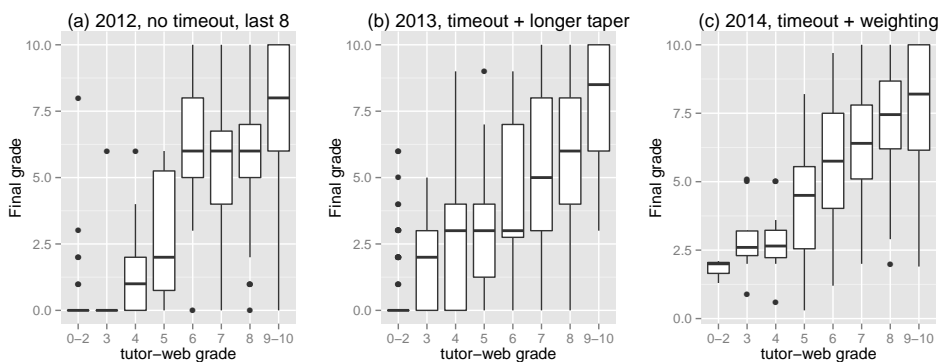 (a) 2012, no timeout, last 8
(b) 2013, timeout + longer taper
(c) 2014, timeout + weighting
Final grade
10.0
7.5
5.0
2.5
0.0
0−2 3 4 5 6 7 8 9−10
tutor−web grade
Final grade
10.0
7.5
5.0
2.5
0.0
0−2 3 4 5 6 7 8 9−10
tutor−web grade
Final grade
10.0
7.5
5.0
2.5
0.0
0−2 3 4 5 6 7 8 9−10
tutor−web grade